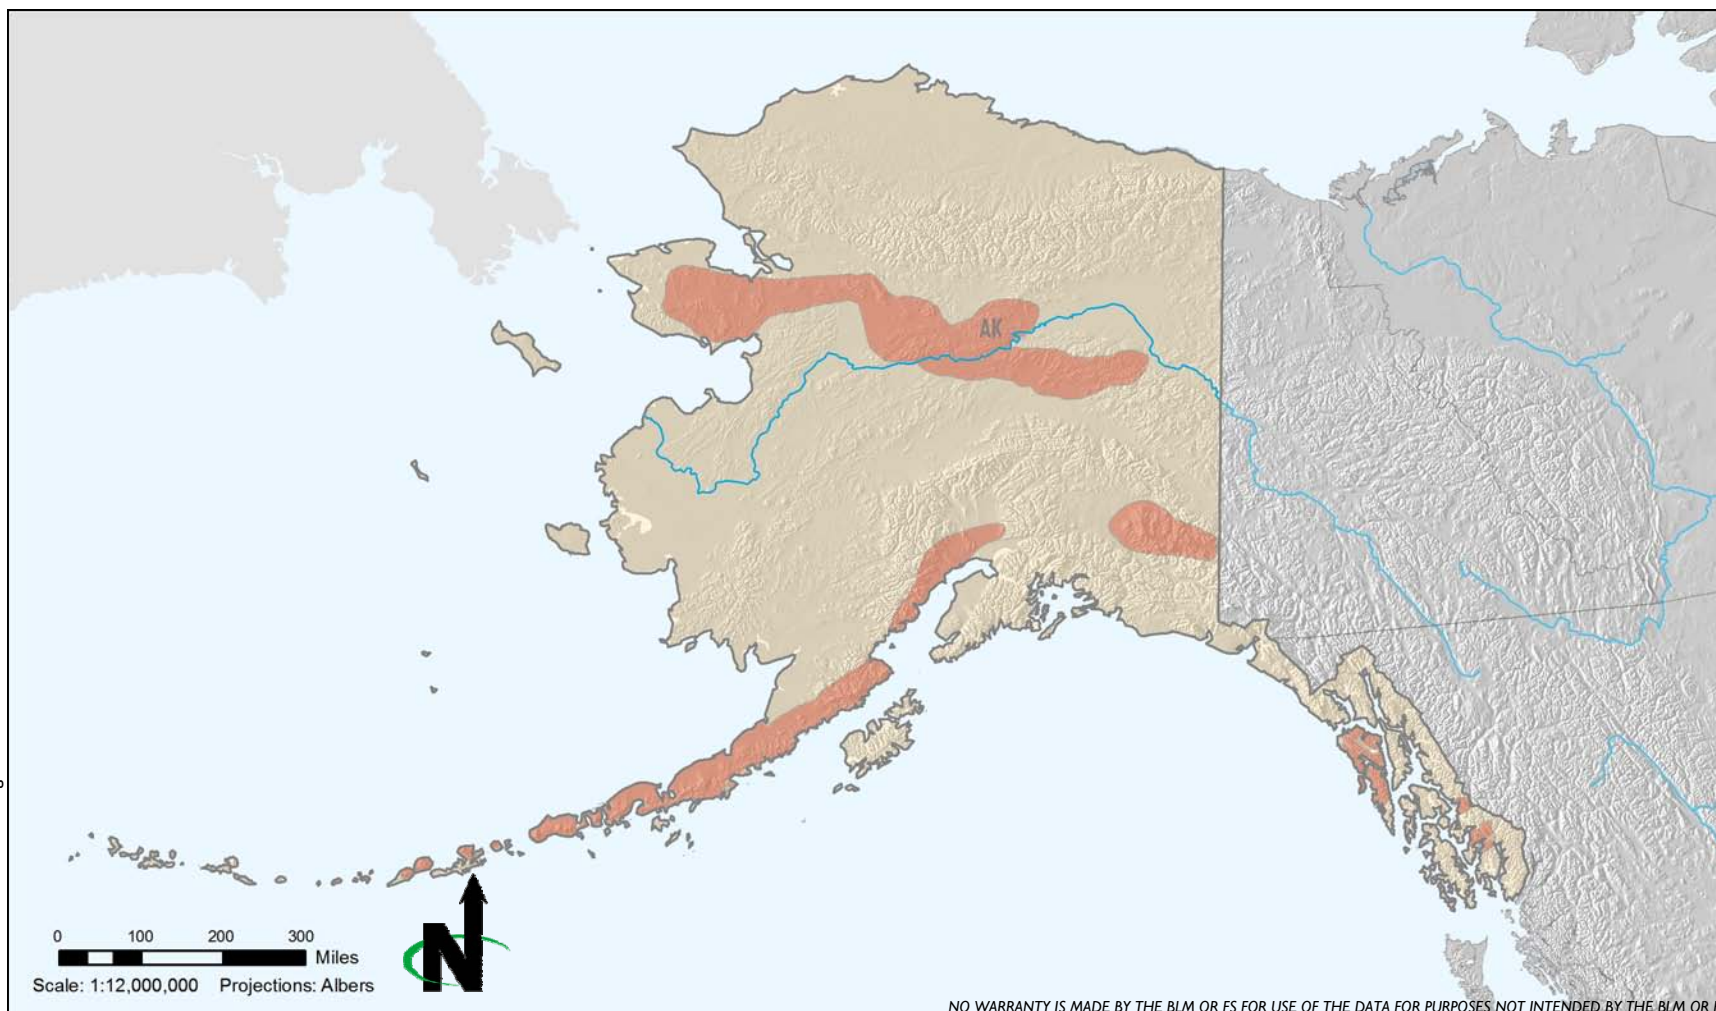 AK
0 100 200 300
Miles
Scale: 1:12,000,000 Projections: Albers
N
NO WARRANTY IS MADE BY THE BLM OR FS FOR USE OF THE DATA FOR PURPOSES NOT INTENDED BY THE BLM OR